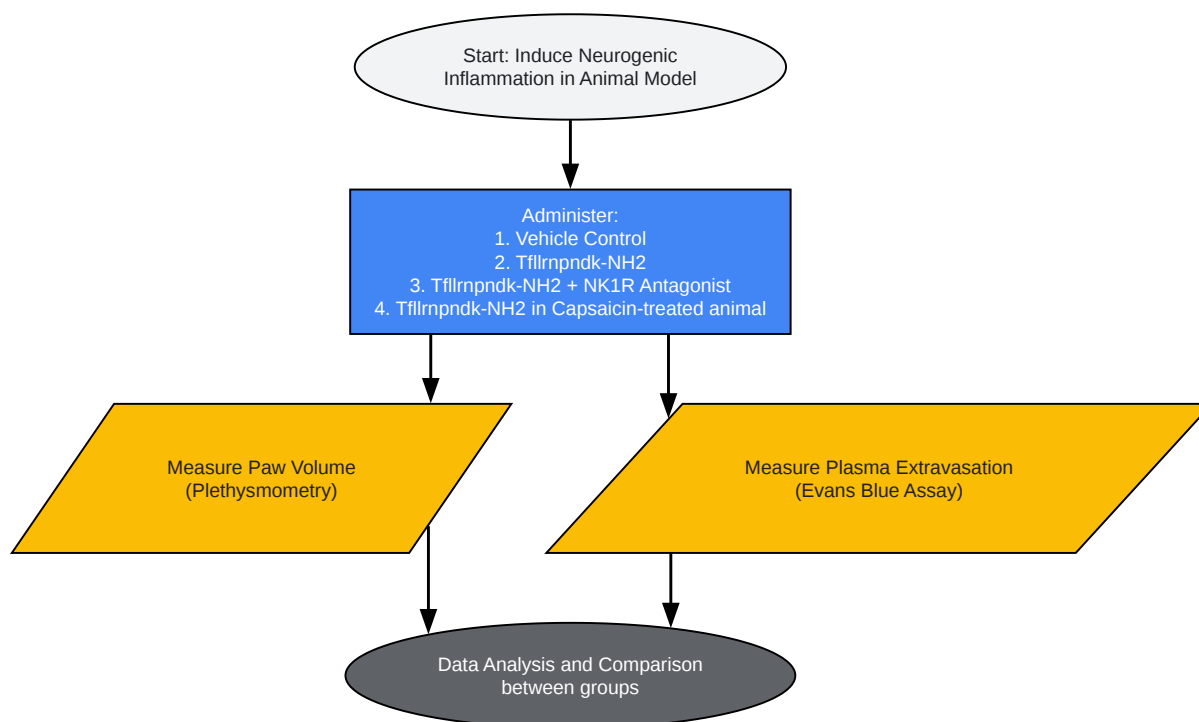 Start: Induce Neurogenic
Inflammation in Animal Model
Administer:
1. Vehicle Control
2. Tfllrnpndk-NH2
3. Tfllrnpndk-NH2 + NK1R Antagonist
4. Tfllrnpndk-NH2 in Capsaicin-treated animal
Measure Paw Volume
(Plethysmometry)
Measure Plasma Extravasation
(Evans Blue Assay)
Data Analysis and Comparison
between groups